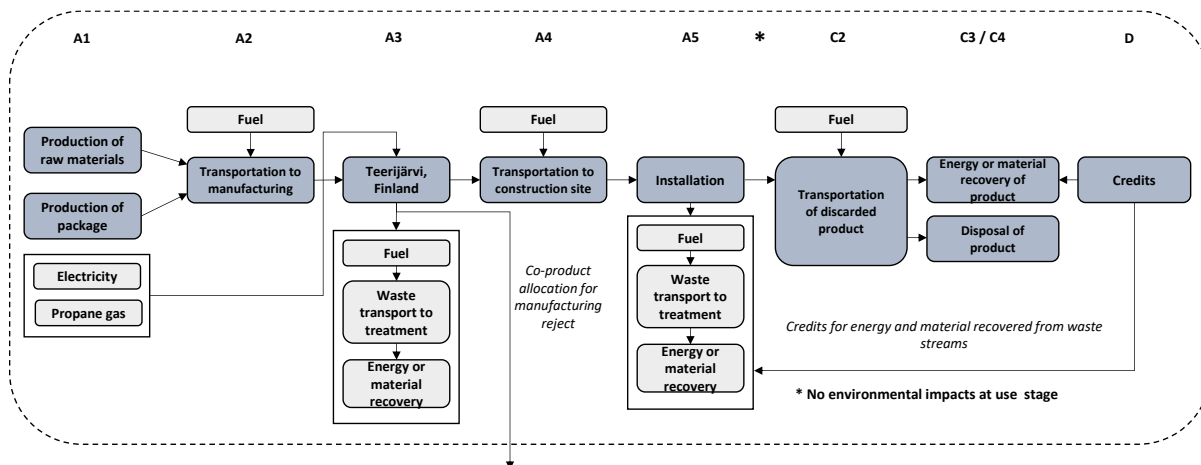 A1
A2
A3
A4
A5
*
C2
C3 / C4
D
Fuel
Fuel
Fuel
Production of
raw materials
Transportation to
manufacturing
Teerijärvi,
Finland
Transportation to
construction site
Installation
Transportation
of discarded
product
Energy or material
recovery of
product
Credits
Production of
package
Disposal of
product
Electricity
Propane gas
Fuel
Waste
transport to
treatment
Energy or
material
recovery
Co-product
allocation for
manufacturing
reject
Fuel
Waste
transport to
treatment
Energy or
material
recovery
Credits for energy and material recovered from waste
streams
* No environmental impacts at use stage